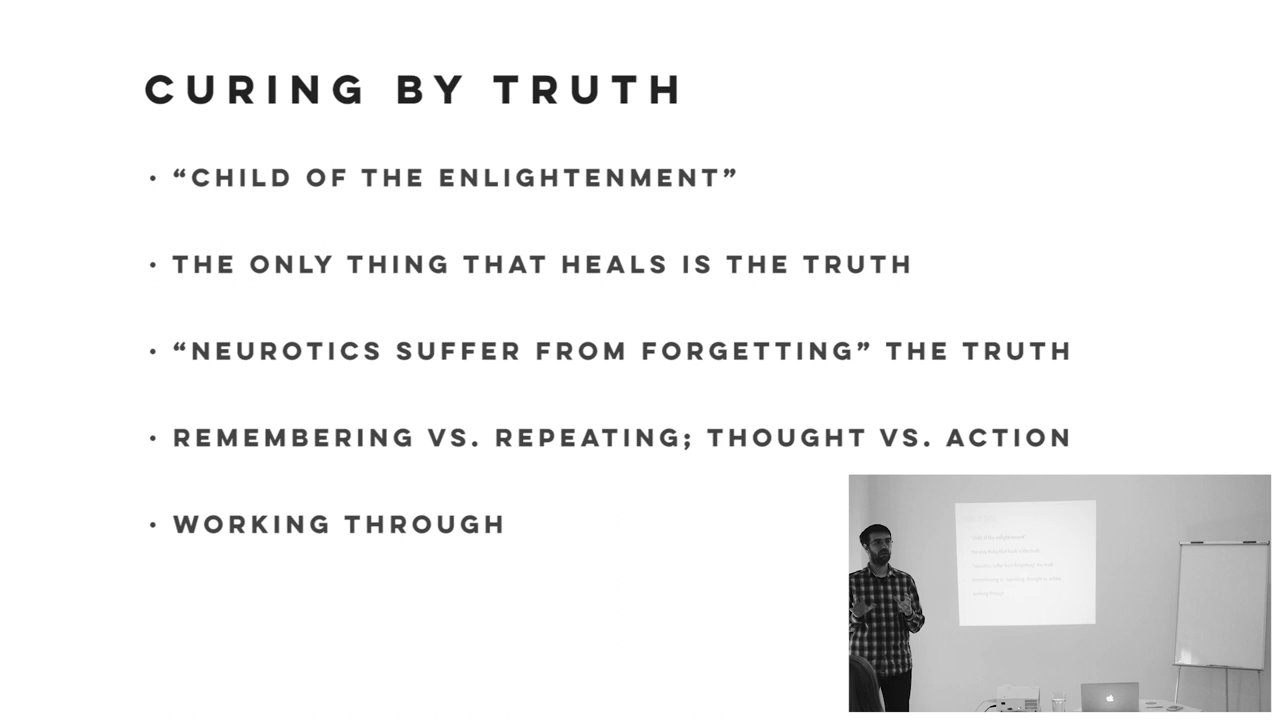 CURING BY TRUTH
• “CHILD OF THE ENLIGHTENMENT”
• THE ONLY THING THAT HEALS IS THE TRUTH
• “NEUROTICS SUFFER FROM FORGETTING” THE TRUTH
• REMEMBERING VS. REPEATING; THOUGHT VS. ACTION
• WORKING THROUGH